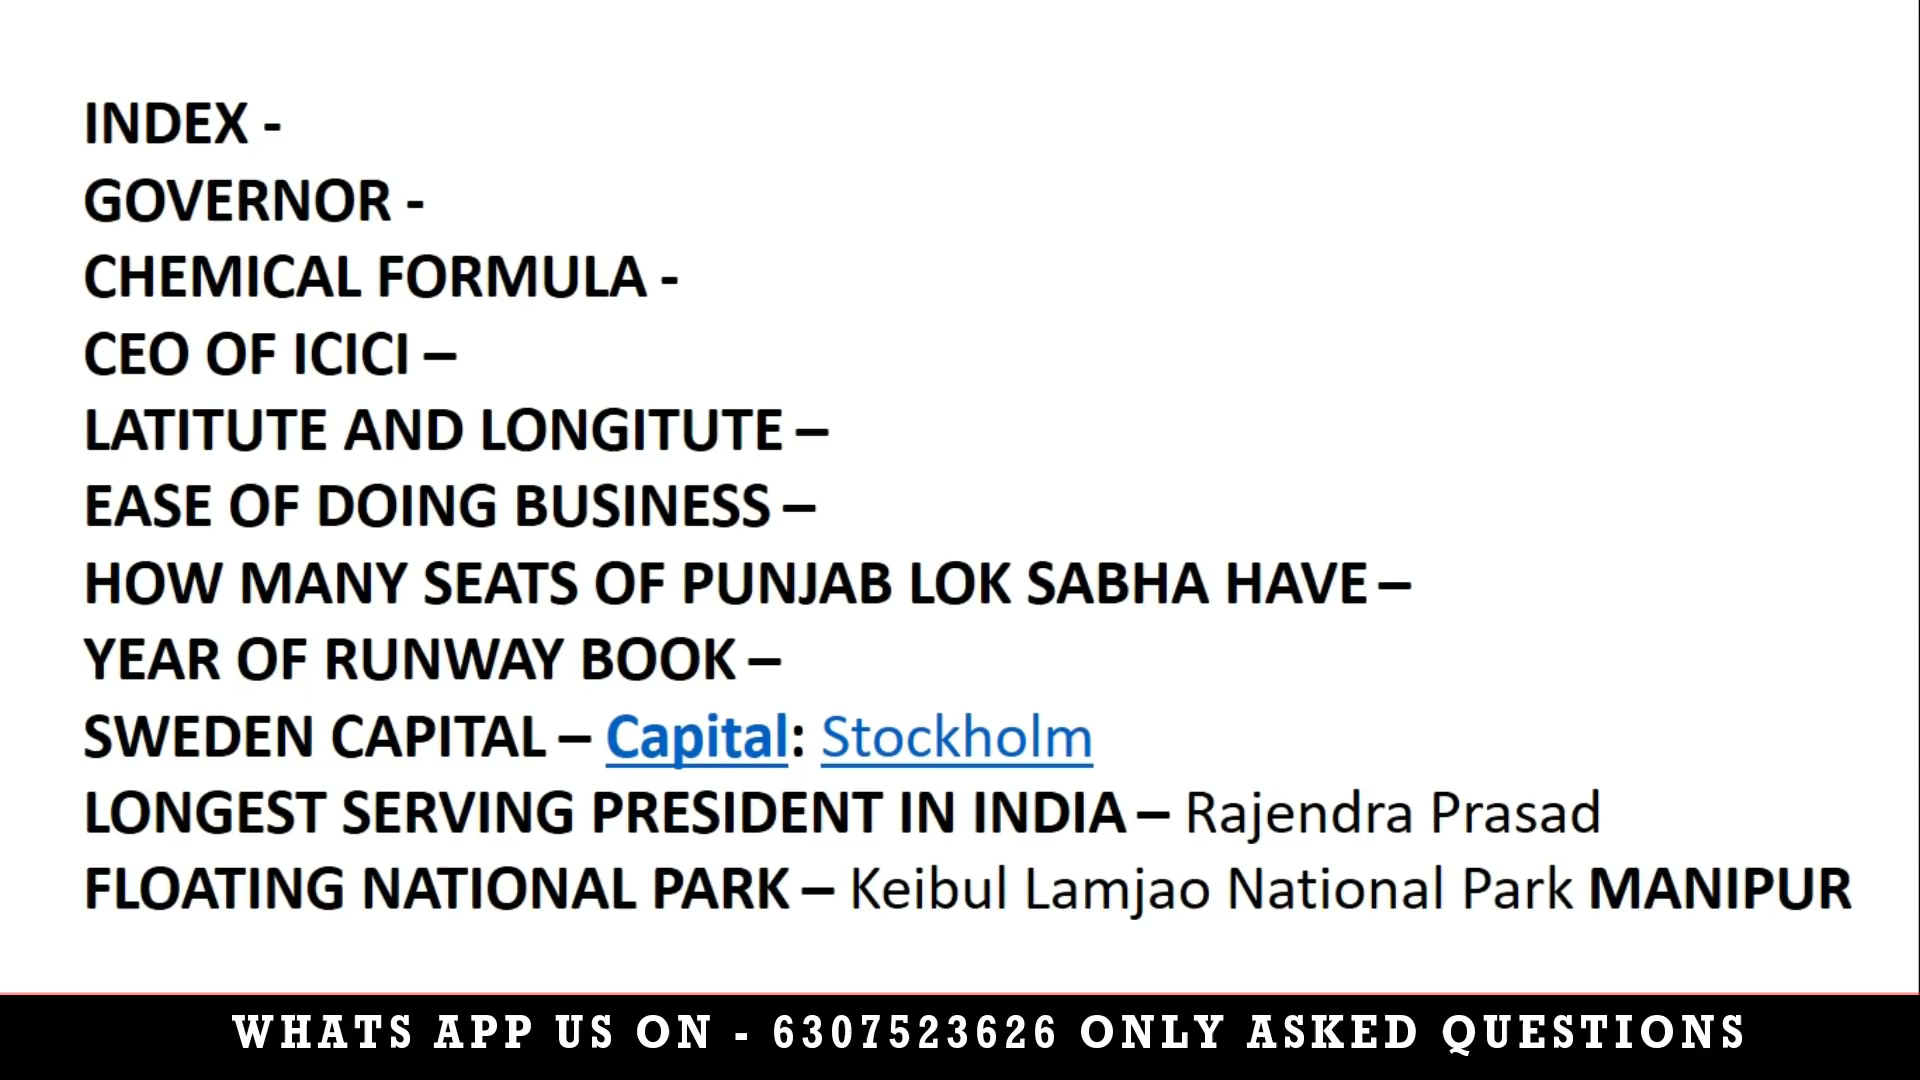 INDEX -
GOVERNOR -
CHEMICAL FORMULA -
CEO OF ICICI –
LATITUTE AND LONGITUTE –
EASE OF DOING BUSINESS –
HOW MANY SEATS OF PUNJAB LOK SABHA HAVE –
YEAR OF RUNWAY BOOK –
SWEDEN CAPITAL – Capital: Stockholm
LONGEST SERVING PRESIDENT IN INDIA – Rajendra Prasad
FLOATING NATIONAL PARK – Keibul Lamjao National Park MANIPUR
WHATS APP US ON - 6307523626 ONLY ASKED QUESTIONS